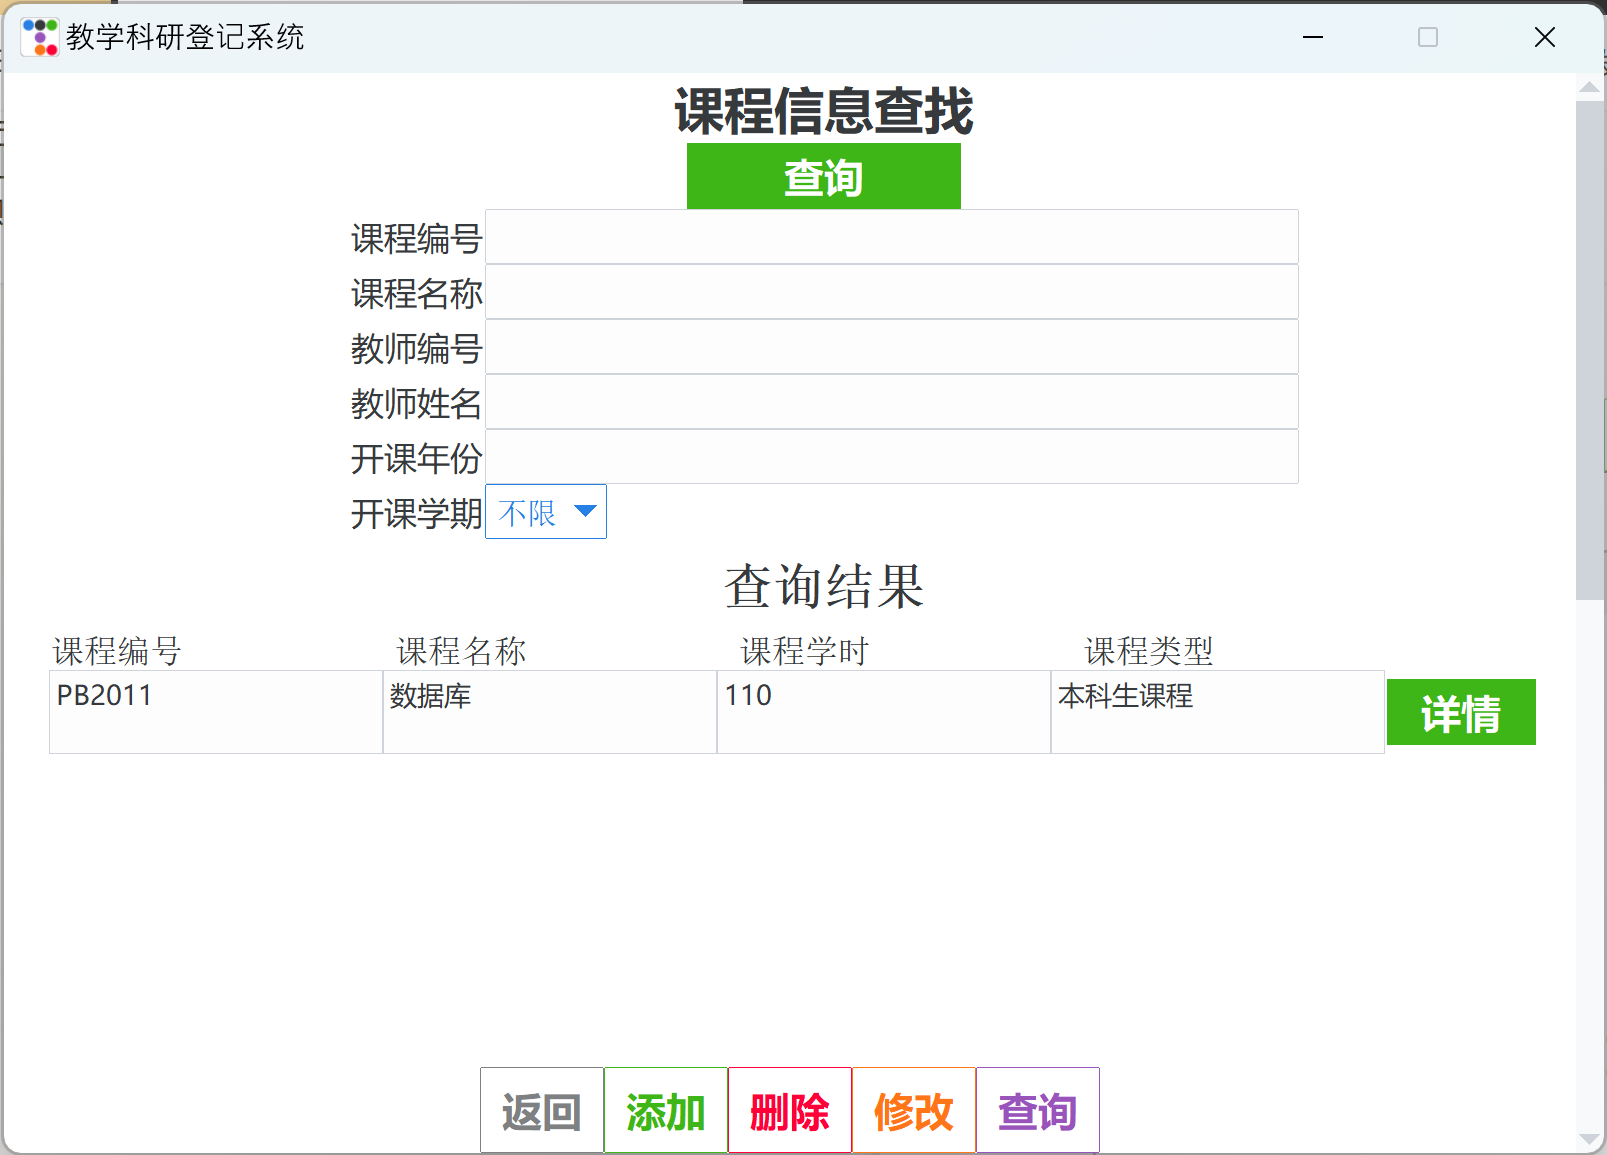 教学科研登记系统
课程信息查找
查询
课程编号
课程名称
教师编号
教师姓名
开课年份
开课学期 不限
查询结果
课程编号 课程名称 课程学时 课程类型
PB2011 数据库 110 本科生课程 详情
返回 添加 删除 修改 查询